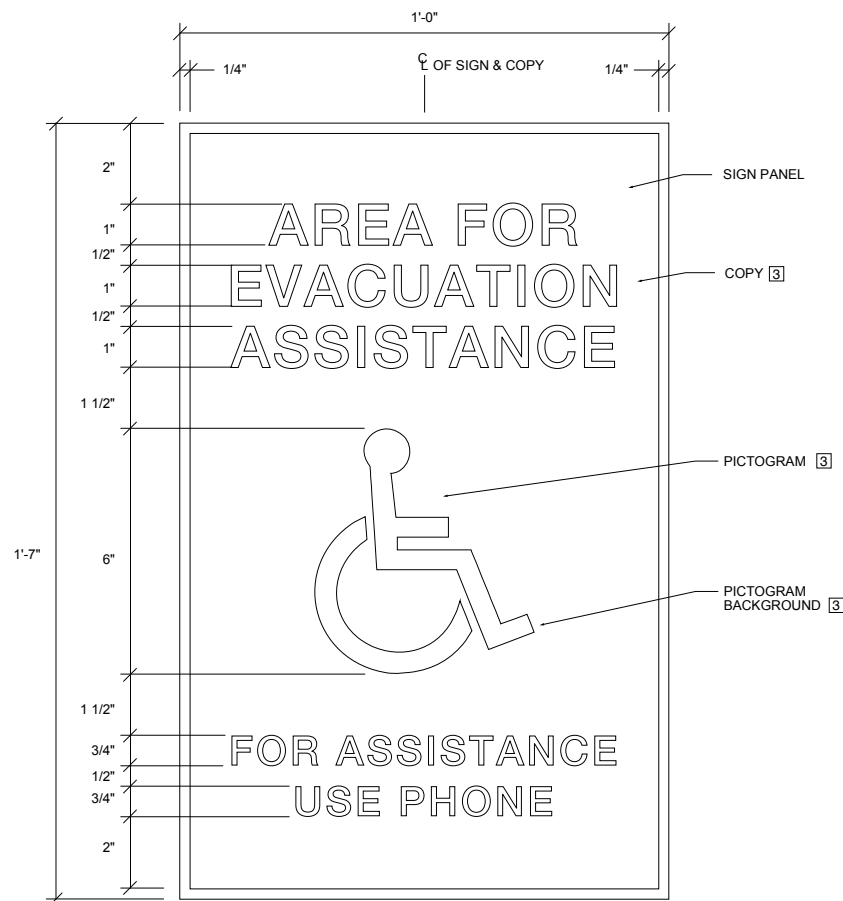 1'-0"
1/4" ℄ OF SIGN & COPY 1/4"
2"
SIGN PANEL
1"
AREA FOR
1/2"
1"
EVACUATION
COPY 3
1/2"
1"
ASSISTANCE
1 1/2"
PICTOGRAM 3
1'-7"
6"
PICTOGRAM
BACKGROUND 3
1 1/2"
3/4"
FOR ASSISTANCE
1/2"
3/4"
USE PHONE
2"